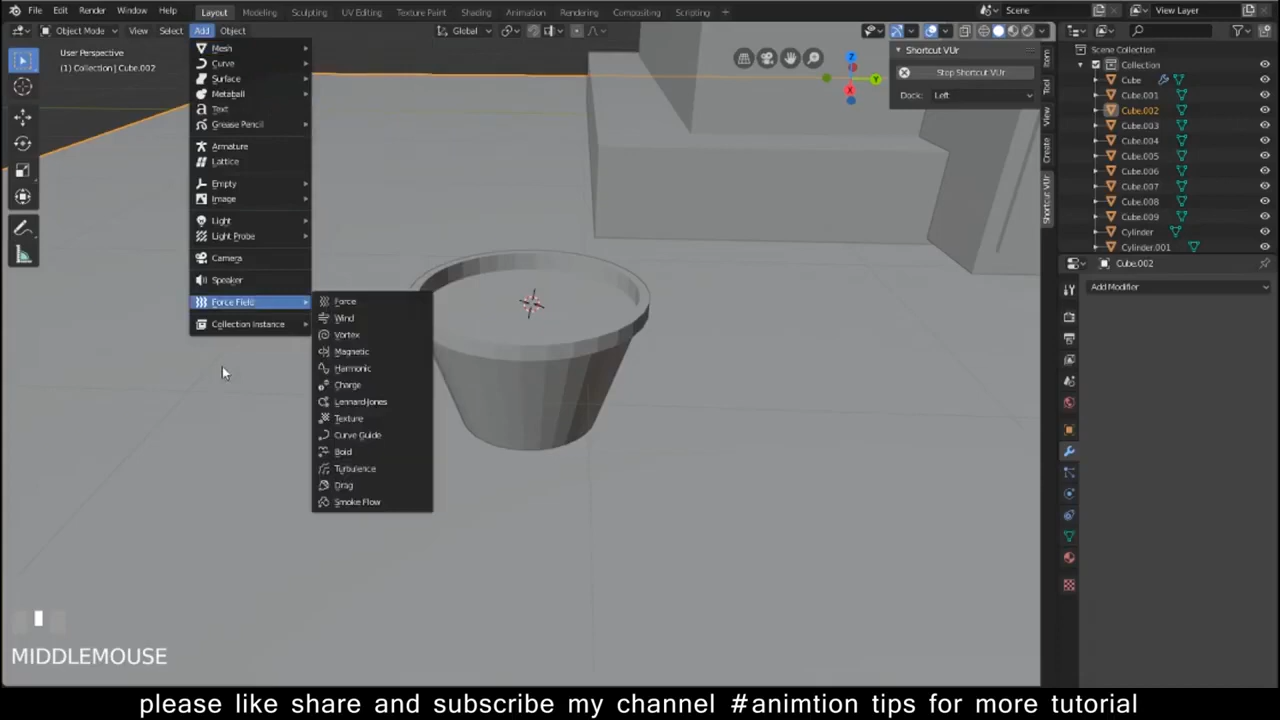 File Edit Render Window Help Layout Modeling Sculpting UV Editing Texture Paint Shading Animation Rendering Compositing Scripting + Scene View Layer
Object Mode View Select Add Object Global
User Perspective
(1) Collection | Cube.002
Mesh
Curve
Surface
Metaball
Text
Grease Pencil
Armature
Lattice
Empty
Image
Light
Light Probe
Camera
Speaker
Force Field
Collection Instance
Force
Wind
Vortex
Magnetic
Harmonic
Charge
Lennard-Jones
Texture
Curve Guide
Boid
Turbulence
Drag
Smoke Flow
Z
Y
X
Shortcut VUr
Stop Shortcut VUr
Dock: Left
Item
Tool
View
Create
Shortcut VUr
Scene Collection
Collection
Cube
Cube.001
Cube.002
Cube.003
Cube.004
Cube.005
Cube.006
Cube.007
Cube.008
Cube.009
Cylinder
Cylinder.001
Cube.002
Add Modifier
MIDDLEMOUSE
please like share and subscribe my channel #animtion tips for more tutorial